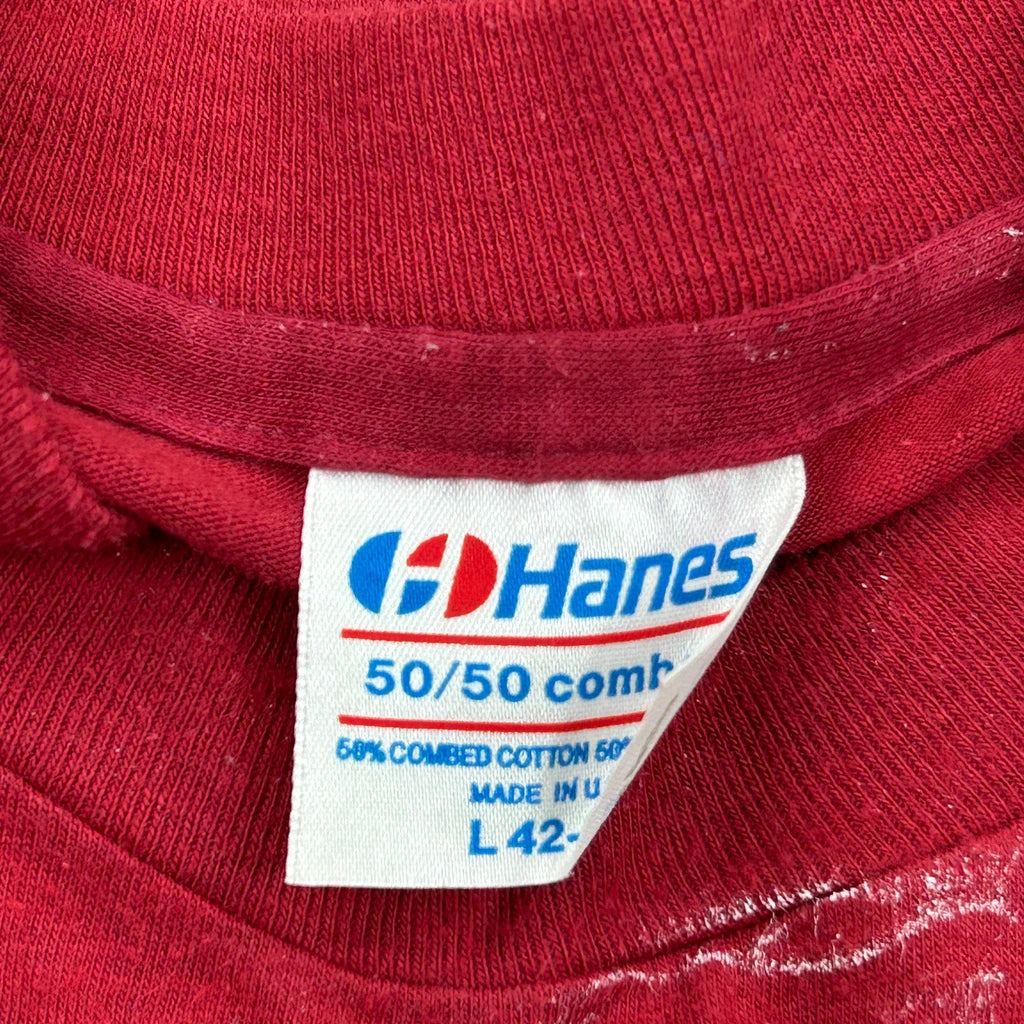 Hanes
50/50 comb
50% COMBED COTTON 50%
MADE IN U
L 42-